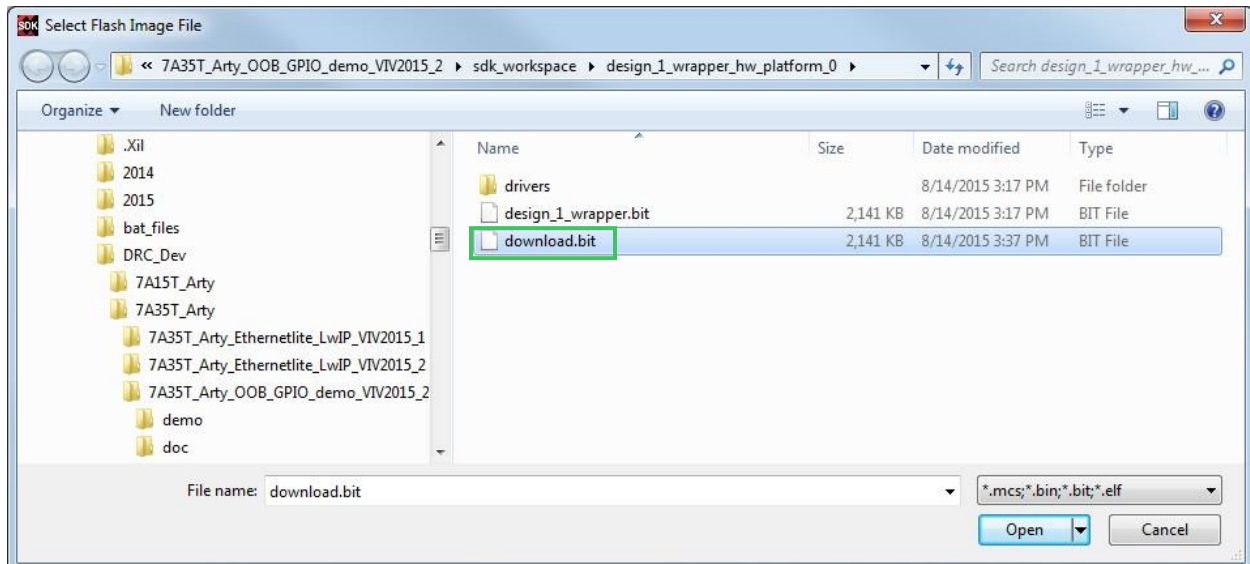 SDK Select Flash Image File
« 7A35T_Arty_OOB_GPIO_demo_VIV2015_2 ▸ sdk_workspace ▸ design_1_wrapper_hw_platform_0 ▸ Search design_1_wrapper_hw_...
Organize ▾ New folder
.Xil
2014
2015
bat_files
DRC_Dev
7A15T_Arty
7A35T_Arty
7A35T_Arty_Ethernetlite_LwIP_VIV2015_1
7A35T_Arty_Ethernetlite_LwIP_VIV2015_2
7A35T_Arty_OOB_GPIO_demo_VIV2015_2
demo
doc
Name Size Date modified Type
drivers 8/14/2015 3:17 PM File folder
design_1_wrapper.bit 2,141 KB 8/14/2015 3:17 PM BIT File
download.bit 2,141 KB 8/14/2015 3:37 PM BIT File
File name: download.bit *.mcs;*.bin;*.bit;*.elf
Open Cancel